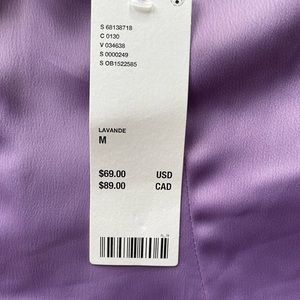 S 68138718
C 0130
V 034638
S 0000249
S OB1522585
LAVANDE
M
$69.00 USD
$89.00 CAD